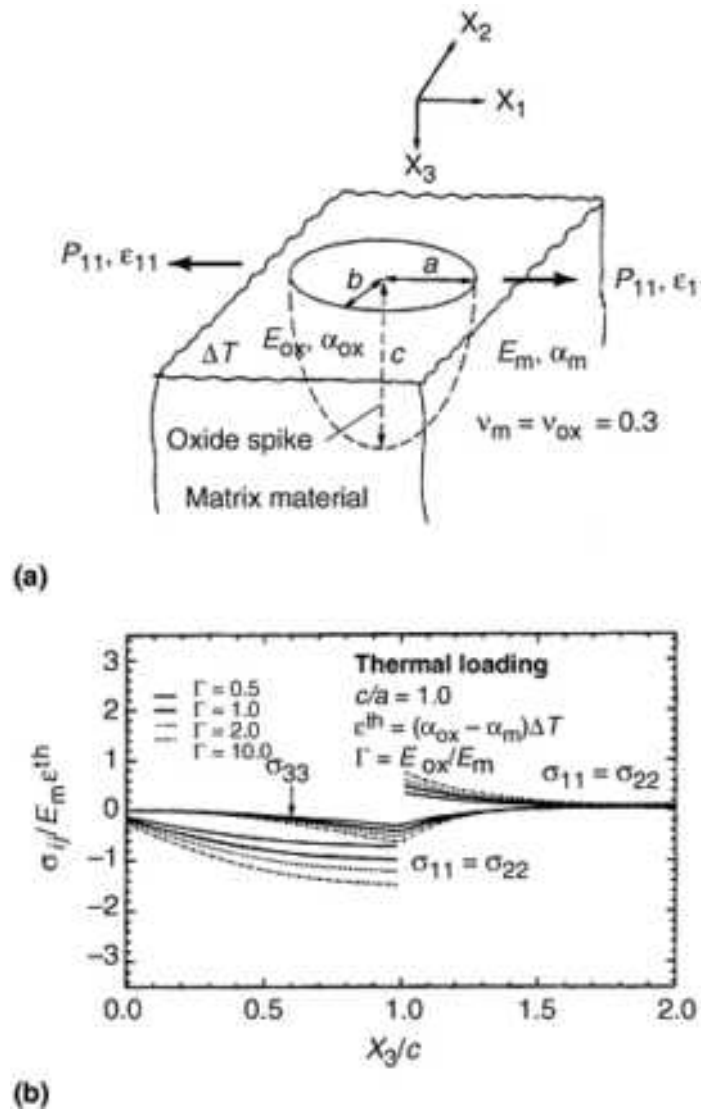 X₂
X₁
X₃
P₁₁, ε₁₁
P₁₁, ε₁
b
a
ΔT
Eₒₓ, αₒₓ
c
Eₘ, αₘ
Oxide spike
νₘ = νₒₓ = 0.3
Matrix material
(a)
3
2
1
0
−1
−2
−3
σᵢⱼ/Eₘεᵗʰ
Γ = 0.5
Γ = 1.0
Γ = 2.0
Γ = 10.0
Thermal loading
c/a = 1.0
εᵗʰ = (αₒₓ − αₘ)ΔT
Γ = Eₒₓ/Eₘ
σ₃₃
σ₁₁ = σ₂₂
σ₁₁ = σ₂₂
0.0 0.5 1.0 1.5 2.0
X₃/c
(b)